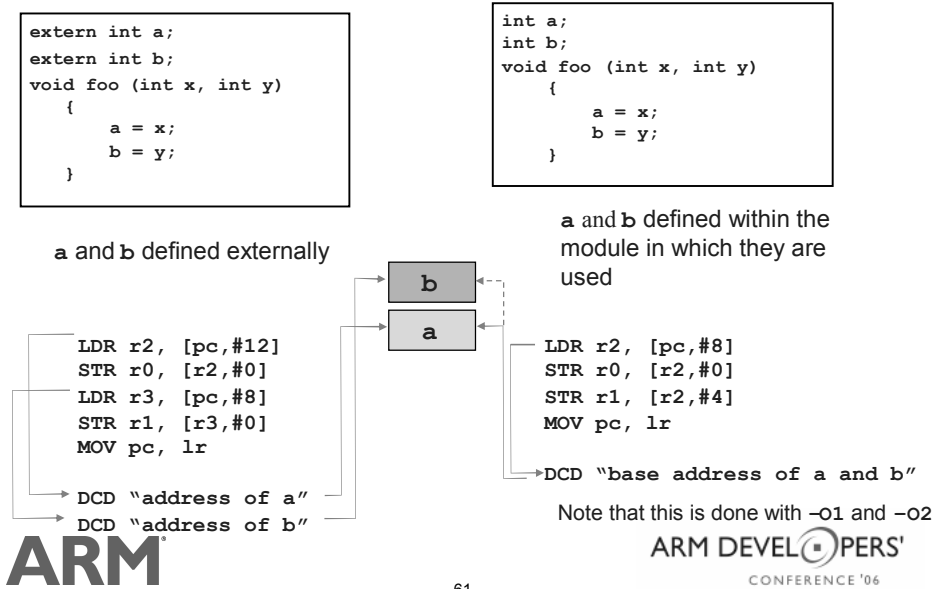 extern int a;
extern int b;
void foo (int x, int y)
{
a = x;
b = y;
}
int a;
int b;
void foo (int x, int y)
{
a = x;
b = y;
}
a and b defined externally
a and b defined within the
module in which they are
used
b
a
LDR r2, [pc,#12]
STR r0, [r2,#0]
LDR r3, [pc,#8]
STR r1, [r3,#0]
MOV pc, lr
DCD “address of a”
DCD “address of b”
LDR r2, [pc,#8]
STR r0, [r2,#0]
STR r1, [r2,#4]
MOV pc, lr
DCD “base address of a and b”
Note that this is done with –O1 and –O2
ARM®
61
ARM DEVELOPERS'
CONFERENCE '06